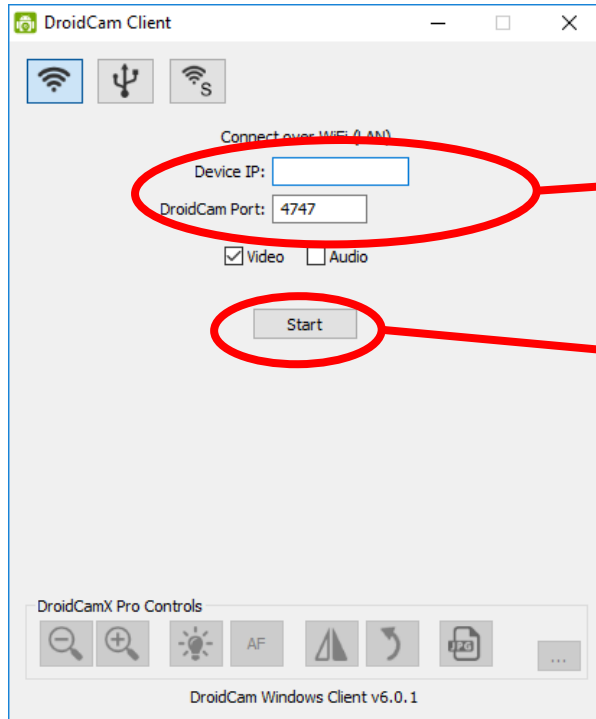 DroidCam Client
S
Connect over WiFi (LAN)
Device IP:
DroidCam Port: 4747
Video Audio
Start
DroidCamX Pro Controls
AF JPG ...
DroidCam Windows Client v6.0.1